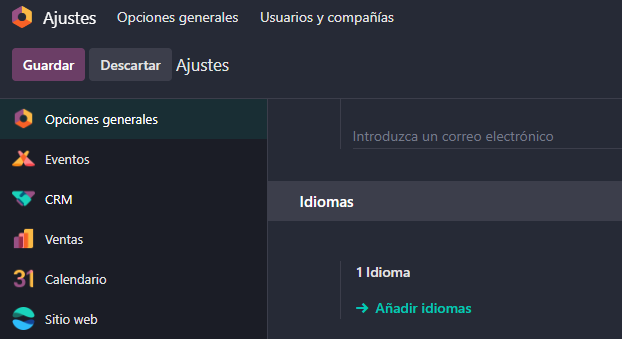 Ajustes Opciones generales Usuarios y compañías
Guardar Descartar Ajustes
Opciones generales
Eventos
CRM
Ventas
31 Calendario
Sitio web
Introduzca un correo electrónico
Idiomas
1 Idioma
→ Añadir idiomas